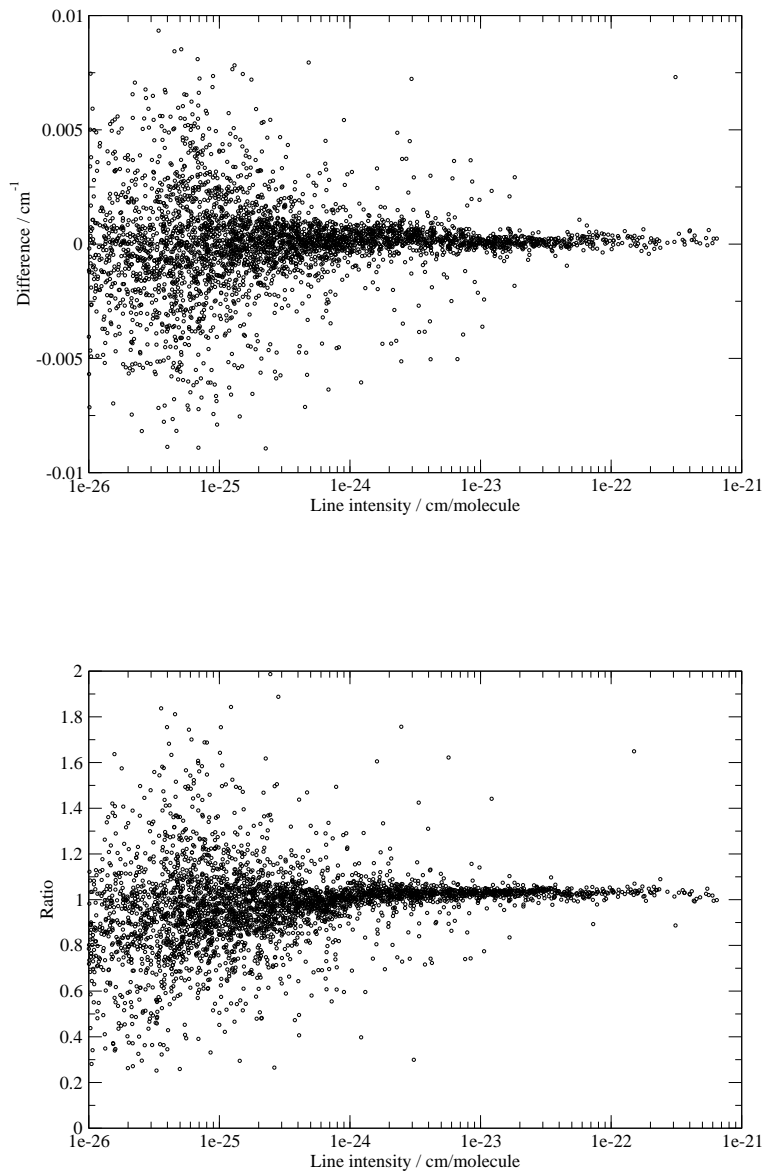 0.01
0.005
0
-0.005
-0.01
Difference / cm-1
1e-26 1e-25 1e-24 1e-23 1e-22 1e-21
Line intensity / cm/molecule
2
1.8
1.6
1.4
1.2
1
0.8
0.6
0.4
0.2
0
Ratio
1e-26 1e-25 1e-24 1e-23 1e-22 1e-21
Line intensity / cm/molecule